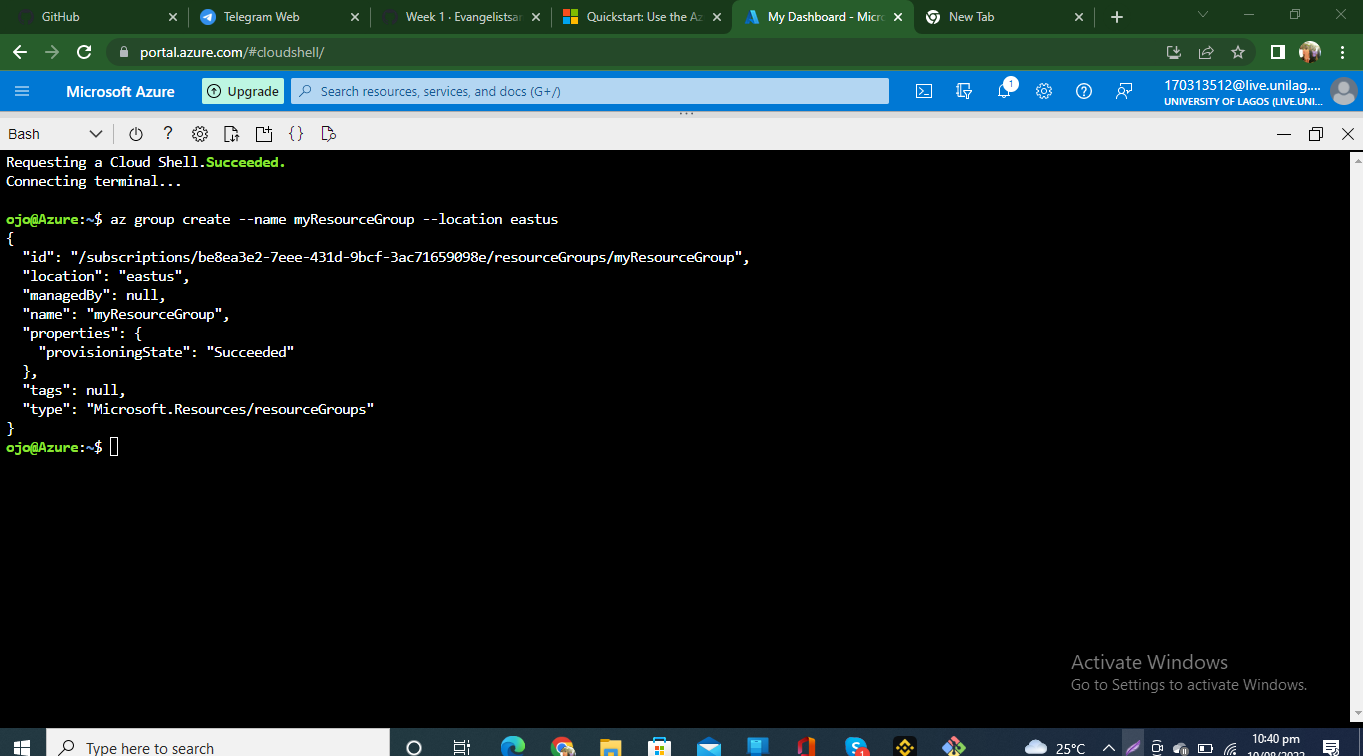 GitHub
Telegram Web
Week 1 · Evangelistsar
Quickstart: Use the Az
My Dashboard - Micro
New Tab
portal.azure.com/#cloudshell/
Microsoft Azure
Upgrade
Search resources, services, and docs (G+/)
1
170313512@live.unilag....
UNIVERSITY OF LAGOS (LIVE.UNI...
Bash
Requesting a Cloud Shell.Succeeded.
Connecting terminal...
ojo@Azure:~$ az group create --name myResourceGroup --location eastus
{
"id": "/subscriptions/be8ea3e2-7eee-431d-9bcf-3ac71659098e/resourceGroups/myResourceGroup",
"location": "eastus",
"managedBy": null,
"name": "myResourceGroup",
"properties": {
"provisioningState": "Succeeded"
},
"tags": null,
"type": "Microsoft.Resources/resourceGroups"
}
ojo@Azure:~$
Activate Windows
Go to Settings to activate Windows.
Type here to search
25°C
10:40 pm